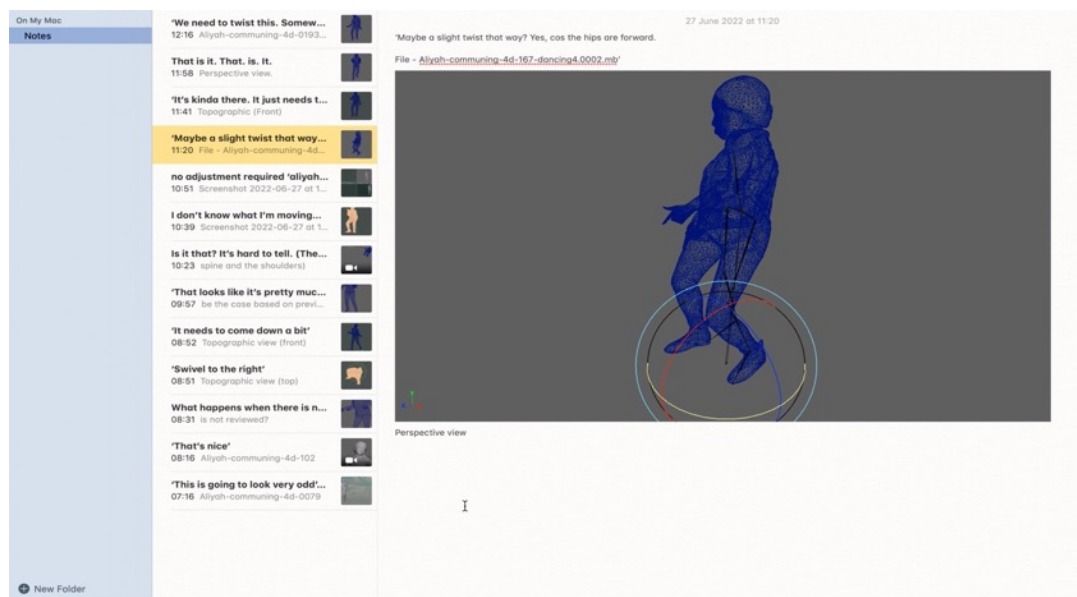 On My Mac
Notes
New Folder
‘We need to twist this. Somew...
12:16 Aliyah-communing-4d-0193...
That is it. That. is. It.
11:58 Perspective view.
‘It’s kinda there. It just needs t...
11:41 Topographic (Front)
‘Maybe a slight twist that way...
11:20 File - Aliyah-communing-4d...
no adjustment required ‘aliyah...
10:51 Screenshot 2022-06-27 at 1...
I don’t know what I’m moving...
10:39 Screenshot 2022-06-27 at 1...
Is it that? It’s hard to tell. (The...
10:23 spine and the shoulders)
‘That looks like it’s pretty muc...
09:57 be the case based on previ...
‘It needs to come down a bit’
08:52 Topographic view (front)
‘Swivel to the right’
08:51 Topographic view (top)
What happens when there is n...
08:31 is not reviewed?
‘That’s nice’
08:16 Aliyah-communing-4d-102
‘This is going to look very odd’...
07:16 Aliyah-communing-4d-0079
27 June 2022 at 11:20
‘Maybe a slight twist that way? Yes, cos the hips are forward.
File - Aliyah-communing-4d-167-dancing4.0002.mb’
Perspective view